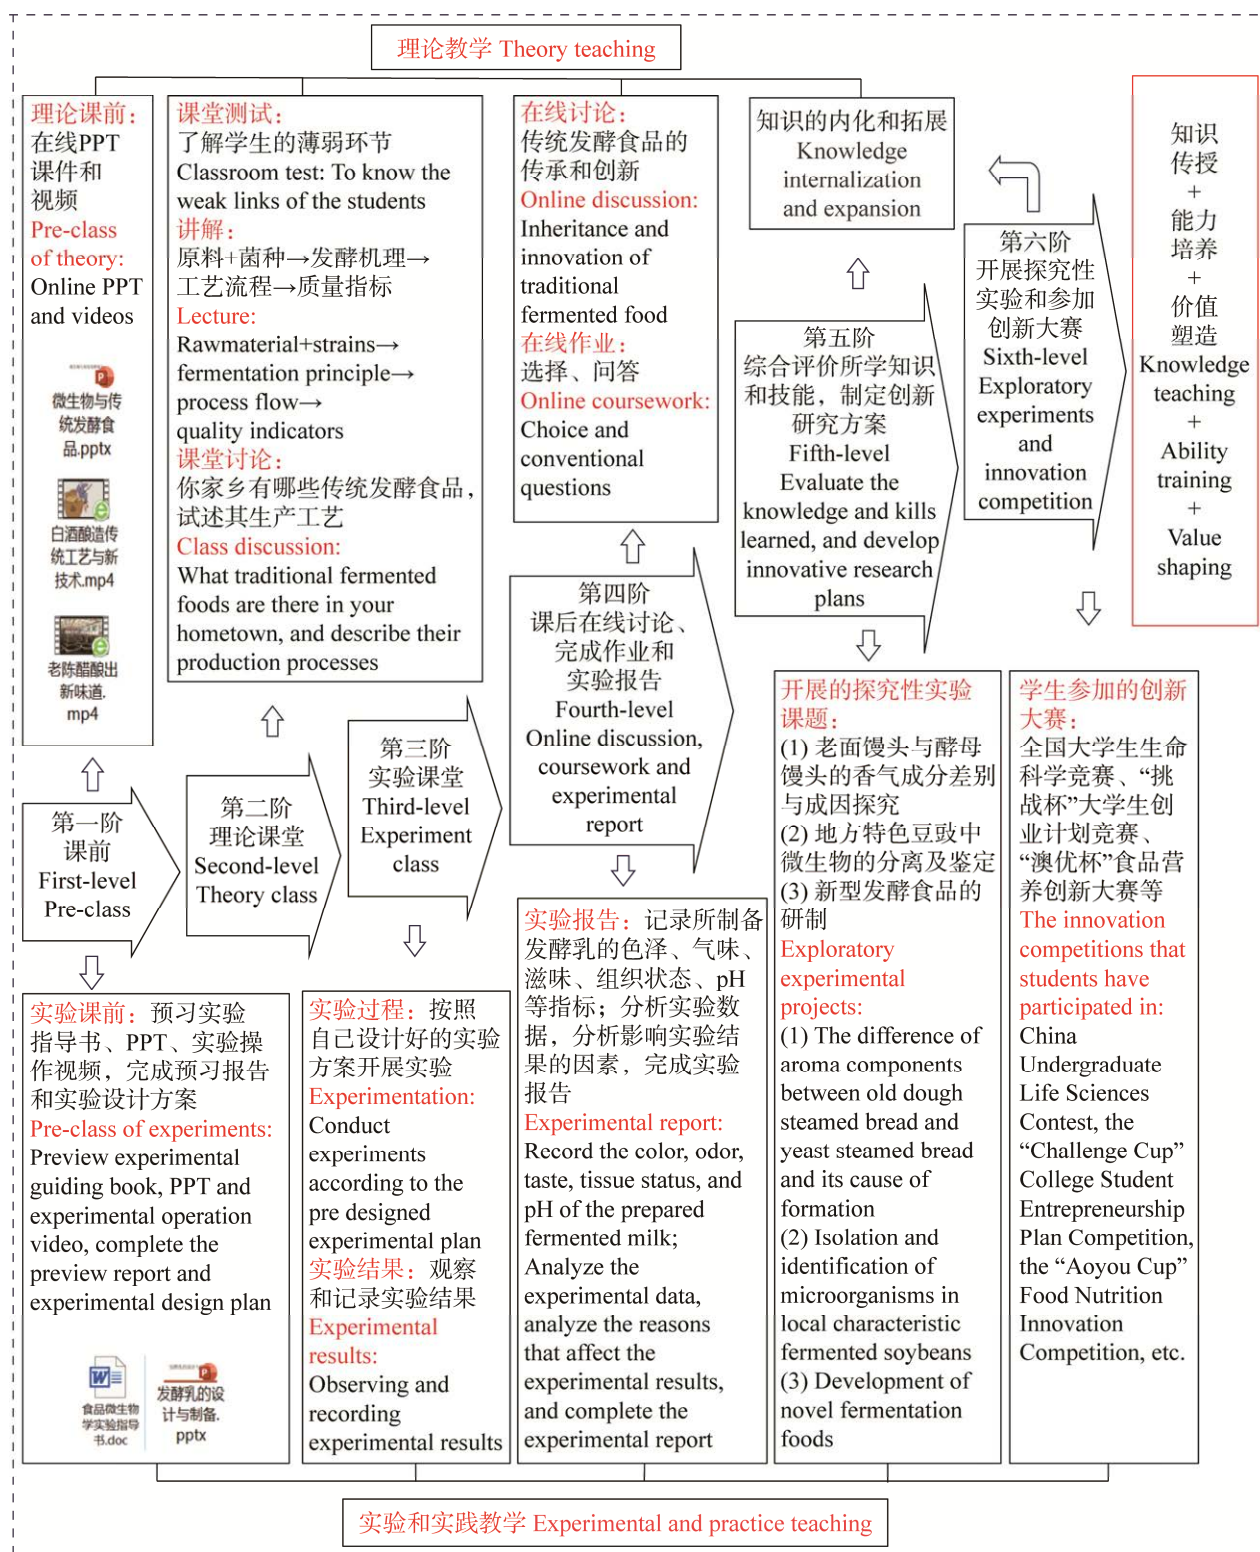 理论教学 Theory teaching
理论课前：
在线PPT
课件和
视频
Pre-class
of theory:
Online PPT
and videos
微生物与传
统发酵食
品.pptx
白酒酿造传
统工艺与新
技术.mp4
老陈醋酿出
新味道.
mp4
课堂测试：
了解学生的薄弱环节
Classroom test: To know the
weak links of the students
讲解：
原料+菌种→发酵机理→
工艺流程→质量指标
Lecture:
Rawmaterial+strains→
fermentation principle→
process flow→
quality indicators
课堂讨论：
你家乡有哪些传统发酵食品，
试述其生产工艺
Class discussion:
What traditional fermented
foods are there in your
hometown, and describe their
production processes
在线讨论：
传统发酵食品的
传承和创新
Online discussion:
Inheritance and
innovation of
traditional
fermented food
在线作业：
选择、问答
Online coursework:
Choice and
conventional
questions
知识的内化和拓展
Knowledge
internalization
and expansion
第一阶
课前
First-level
Pre-class
第二阶
理论课堂
Second-level
Theory class
第三阶
实验课堂
Third-level
Experiment
class
第四阶
课后在线讨论、
完成作业和
实验报告
Fourth-level
Online discussion,
coursework and
experimental
report
第五阶
综合评价所学知识
和技能，制定创新
研究方案
Fifth-level
Evaluate the
knowledge and kills
learned, and develop
innovative research
plans
第六阶
开展探究性
实验和参加
创新大赛
Sixth-level
Exploratory
experiments
and
innovation
competition
知识
传授
+
能力
培养
+
价值
塑造
Knowledge
teaching
+
Ability
training
+
Value
shaping
实验课前：预习实验
指导书、PPT、实验操
作视频，完成预习报告
和实验设计方案
Pre-class of experiments:
Preview experimental
guiding book, PPT and
experimental operation
video, complete the
preview report and
experimental design plan
食品微生物
学实验指导
书.doc
发酵乳的设
计与制备.
pptx
实验过程：按照
自己设计好的实验
方案开展实验
Experimentation:
Conduct
experiments
according to the
pre designed
experimental plan
实验结果：观察
和记录实验结果
Experimental
results:
Observing and
recording
experimental results
实验报告：记录所制备
发酵乳的色泽、气味、
滋味、组织状态、pH
等指标；分析实验数
据，分析影响实验结
果的因素，完成实验
报告
Experimental report:
Record the color, odor,
taste, tissue status, and
pH of the prepared
fermented milk;
Analyze the
experimental data,
analyze the reasons
that affect the
experimental results,
and complete the
experimental report
开展的探究性实验
课题：
(1) 老面馒头与酵母
馒头的香气成分差别
与成因探究
(2) 地方特色豆豉中
微生物的分离及鉴定
(3) 新型发酵食品的
研制
Exploratory
experimental
projects:
(1) The difference of
aroma components
between old dough
steamed bread and
yeast steamed bread
and its cause of
formation
(2) Isolation and
identification of
microorganisms in
local characteristic
fermented soybeans
(3) Development of
novel fermentation
foods
学生参加的创新
大赛：
全国大学生生命
科学竞赛、“挑
战杯”大学生创
业计划竞赛、
“澳优杯”食品营
养创新大赛等
The innovation
competitions that
students have
participated in:
China
Undergraduate
Life Sciences
Contest, the
“Challenge Cup”
College Student
Entrepreneurship
Plan Competition,
the “Aoyou Cup”
Food Nutrition
Innovation
Competition, etc.
实验和实践教学 Experimental and practice teaching